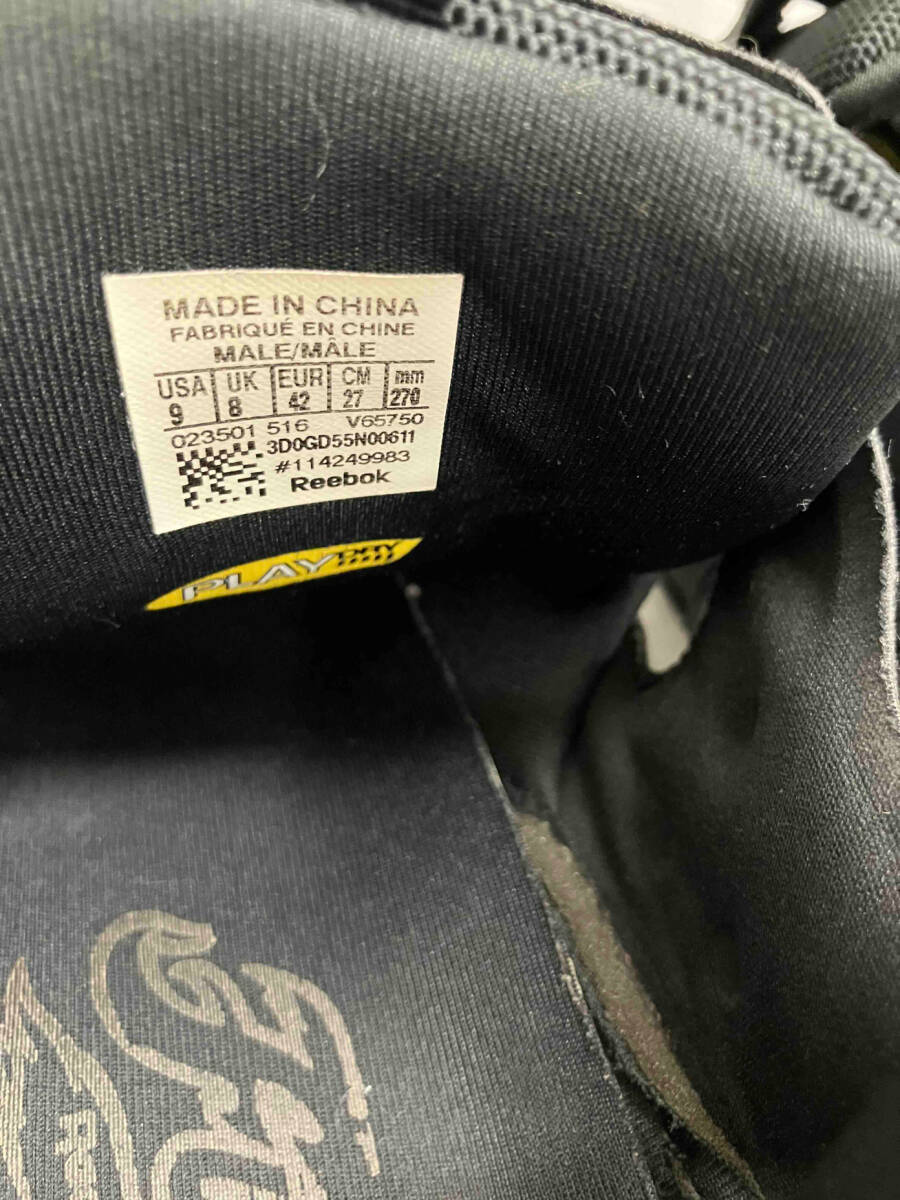 MADE IN CHINA
FABRIQUÉ EN CHINE
MALE/MÂLE
USA UK EUR CM mm
9 8 42 27 270
023501 516 V65750
3D0GD55N00611
#114249983
Reebok
PLAY DRY